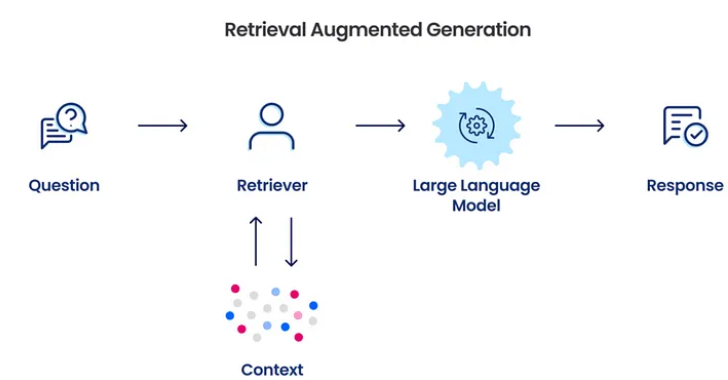 Retrieval Augmented Generation
?
Question
Retriever
Large Language
Model
Response
Context